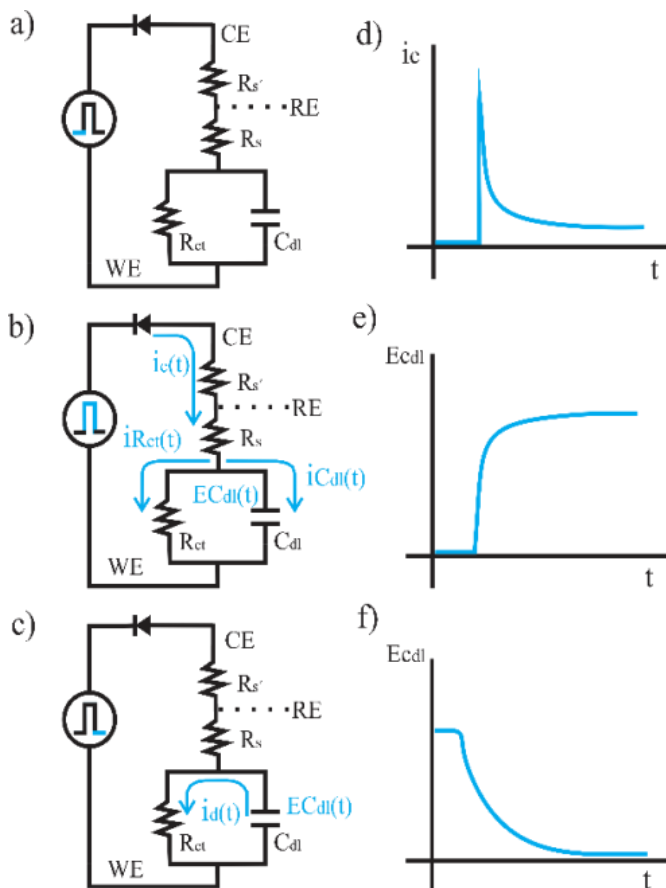 a)
CE
Rs'
RE
Rs
Rct
Cdl
WE
d)
ic
t
b)
CE
ic(t)
Rs'
RE
iRct(t)
Rs
iCdl(t)
ECdl(t)
Rct
Cdl
WE
e)
Ecdl
t
c)
CE
Rs'
RE
Rs
id(t)
ECdl(t)
Rct
Cdl
WE
f)
Ecdl
t